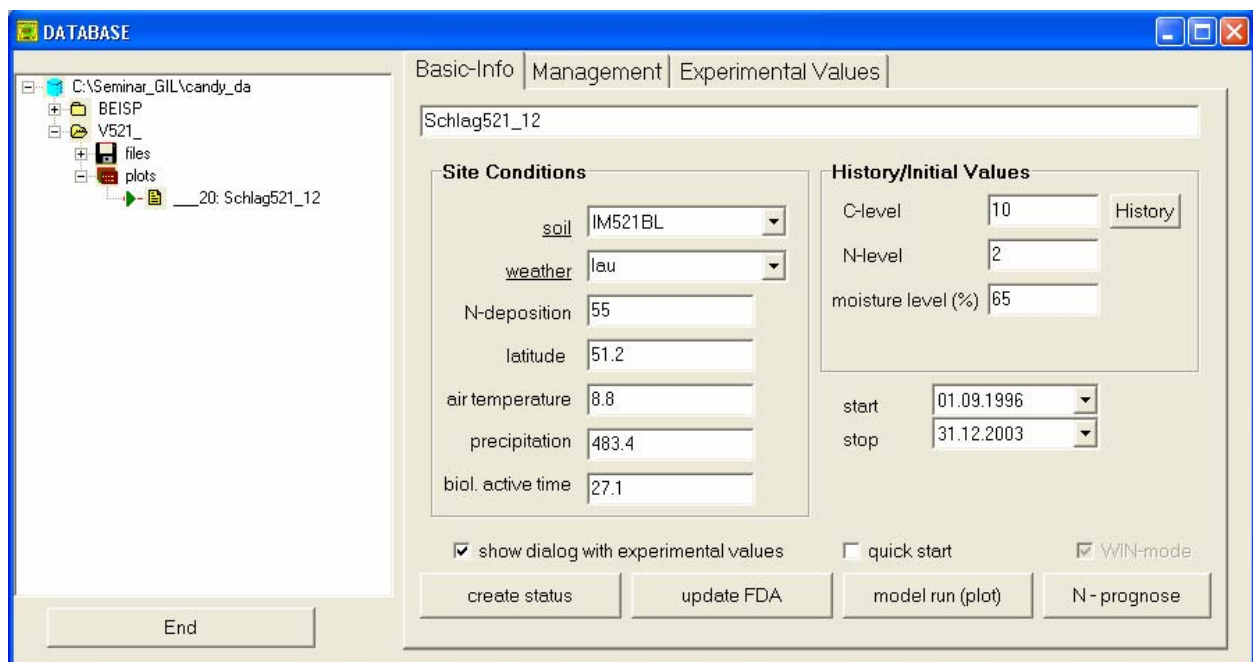 DATABASE
C:\Seminar_GIL\candy_da
BEISP
V521_
files
plots
___20: Schlag521_12
End
Basic-Info
Management
Experimental Values
Schlag521_12
Site Conditions
soil IM521BL
weather lau
N-deposition 55
latitude 51.2
air temperature 8.8
precipitation 483.4
biol. active time 27.1
History/Initial Values
C-level 10 History
N-level 2
moisture level (%) 65
start 01.09.1996
stop 31.12.2003
show dialog with experimental values
quick start
WIN-mode
create status
update FDA
model run (plot)
N - prognose